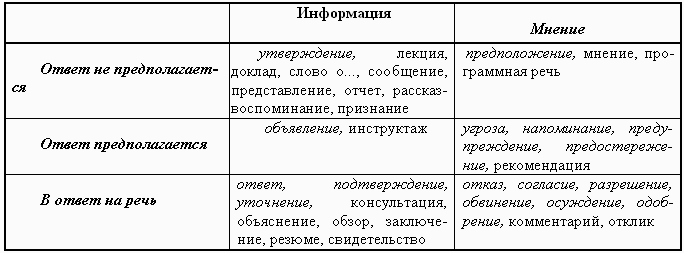 Информация
Мнение
Ответ не предполагает-
ся
утверждение, лекция,
доклад, слово о..., сообщение,
представление, отчет, рассказ-
воспоминание, признание
предположение, мнение, про-
граммная речь
Ответ предполагается
объявление, инструктаж
угроза, напоминание, преду-
преждение, предостереже-
ние, рекомендация
В ответ на речь
ответ, подтверждение,
уточнение, консультация,
объяснение, обзор, заключе-
ние, резюме, свидетельство
отказ, согласие, разрешение,
обвинение, осуждение, одоб-
рение, комментарий, отклик